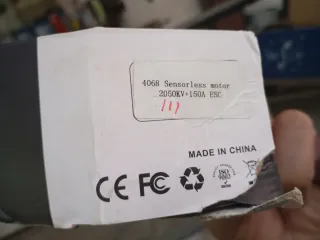 4068 Sensorless motor
2050KV+150A ESC
MADE IN CHINA
CE FC